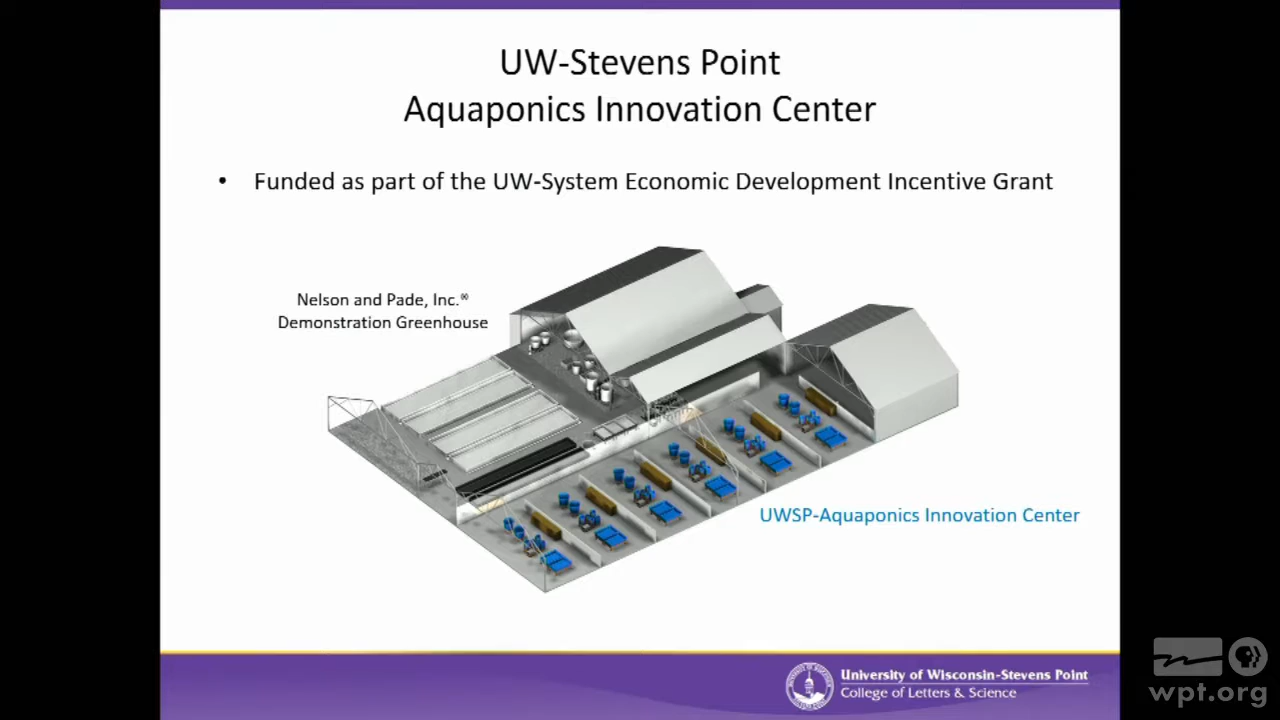 UW-Stevens Point
Aquaponics Innovation Center
• Funded as part of the UW-System Economic Development Incentive Grant
Nelson and Pade, Inc.®
Demonstration Greenhouse
UWSP-Aquaponics Innovation Center
University of Wisconsin-Stevens Point
College of Letters & Science
wpt.org